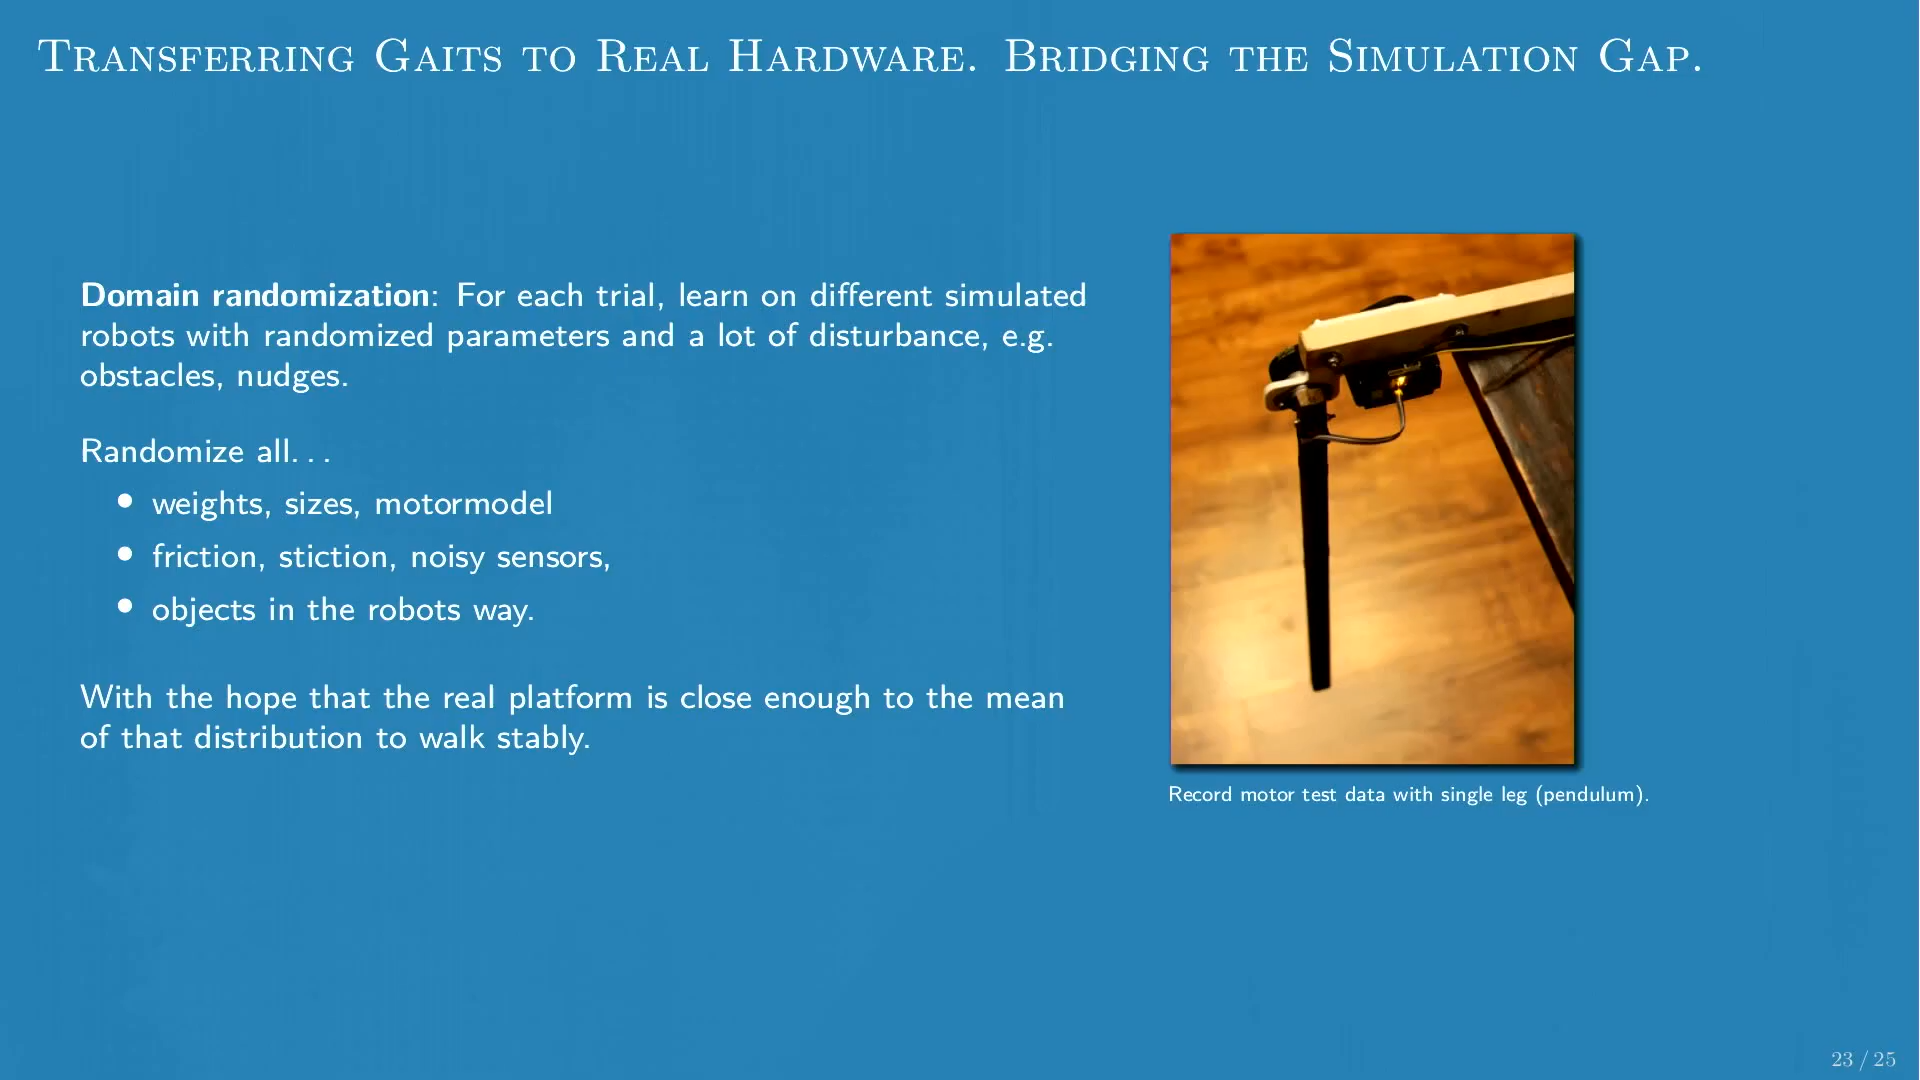 Transferring Gaits to Real Hardware. Bridging the Simulation Gap.
Domain randomization: For each trial, learn on different simulated
robots with randomized parameters and a lot of disturbance, e.g.
obstacles, nudges.
Randomize all. . .
• weights, sizes, motormodel
• friction, stiction, noisy sensors,
• objects in the robots way.
With the hope that the real platform is close enough to the mean
of that distribution to walk stably.
Record motor test data with single leg (pendulum).
23 / 25